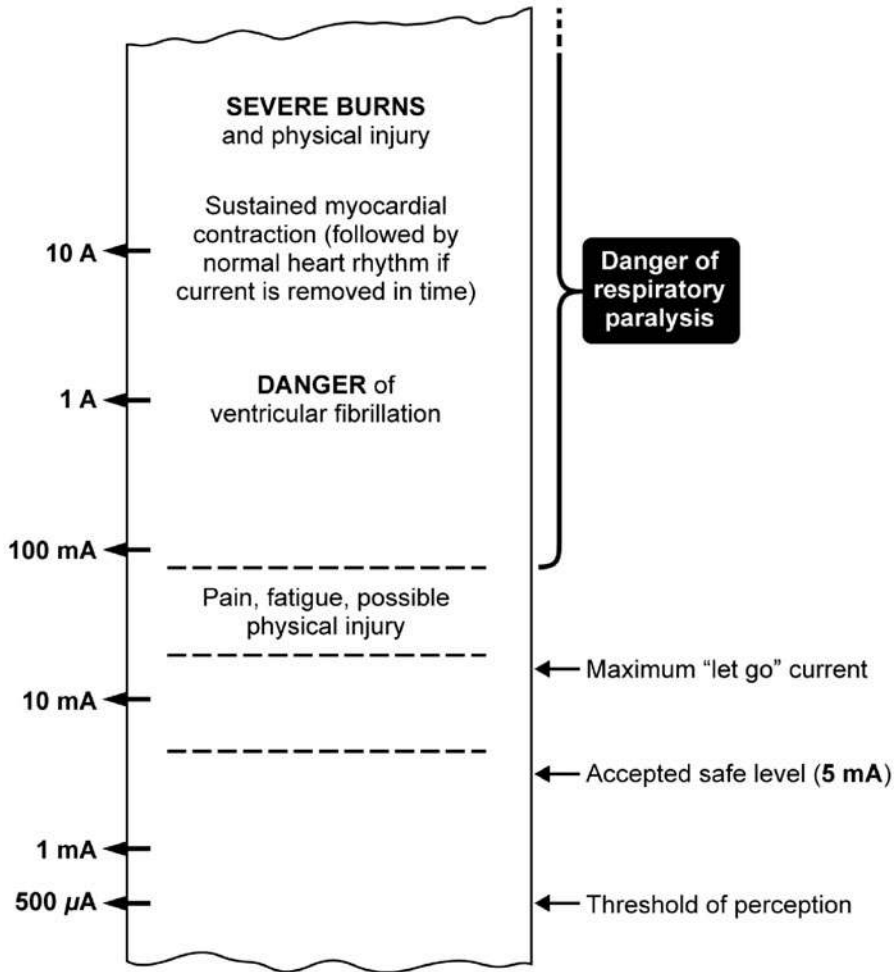 SEVERE BURNS
and physical injury
Sustained myocardial
contraction (followed by
normal heart rhythm if
current is removed in time)
10 A
Danger of
respiratory
paralysis
DANGER of
ventricular fibrillation
1 A
100 mA
Pain, fatigue, possible
physical injury
Maximum “let go” current
10 mA
Accepted safe level (5 mA)
1 mA
500 µA
Threshold of perception